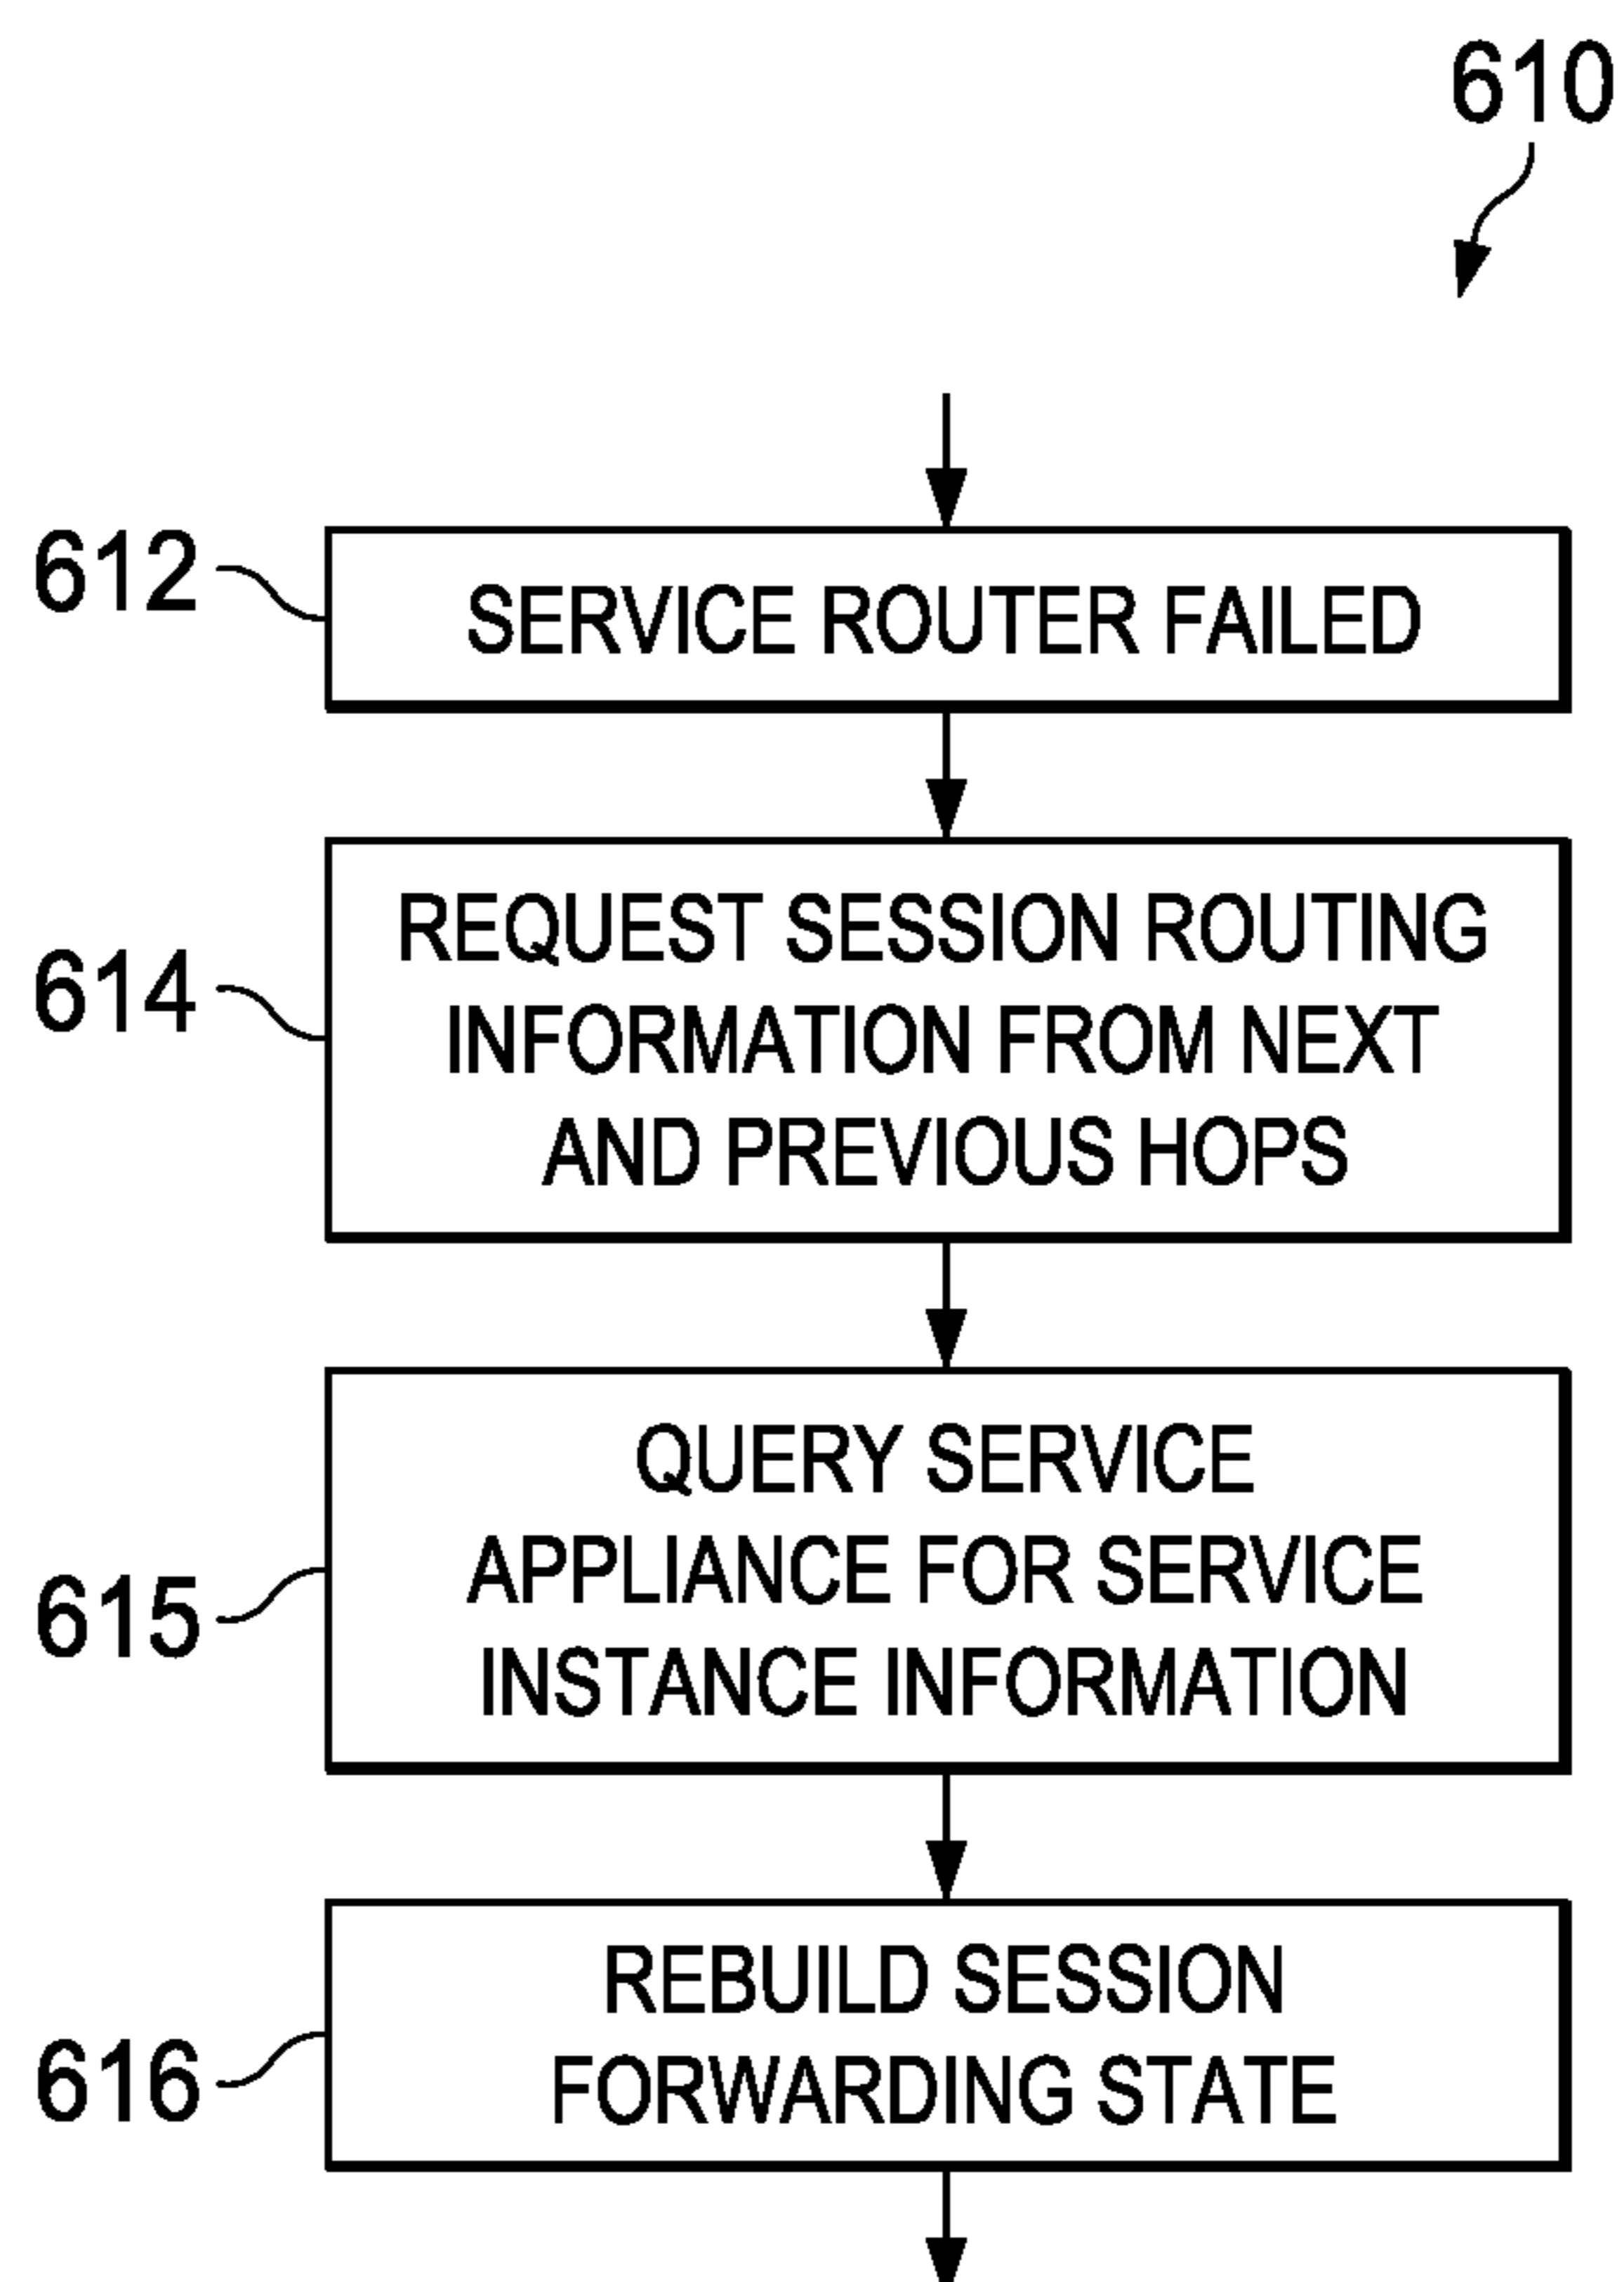 610
612
SERVICE ROUTER FAILED
614
REQUEST SESSION ROUTING
INFORMATION FROM NEXT
AND PREVIOUS HOPS
615
QUERY SERVICE
APPLIANCE FOR SERVICE
INSTANCE INFORMATION
616
REBUILD SESSION
FORWARDING STATE